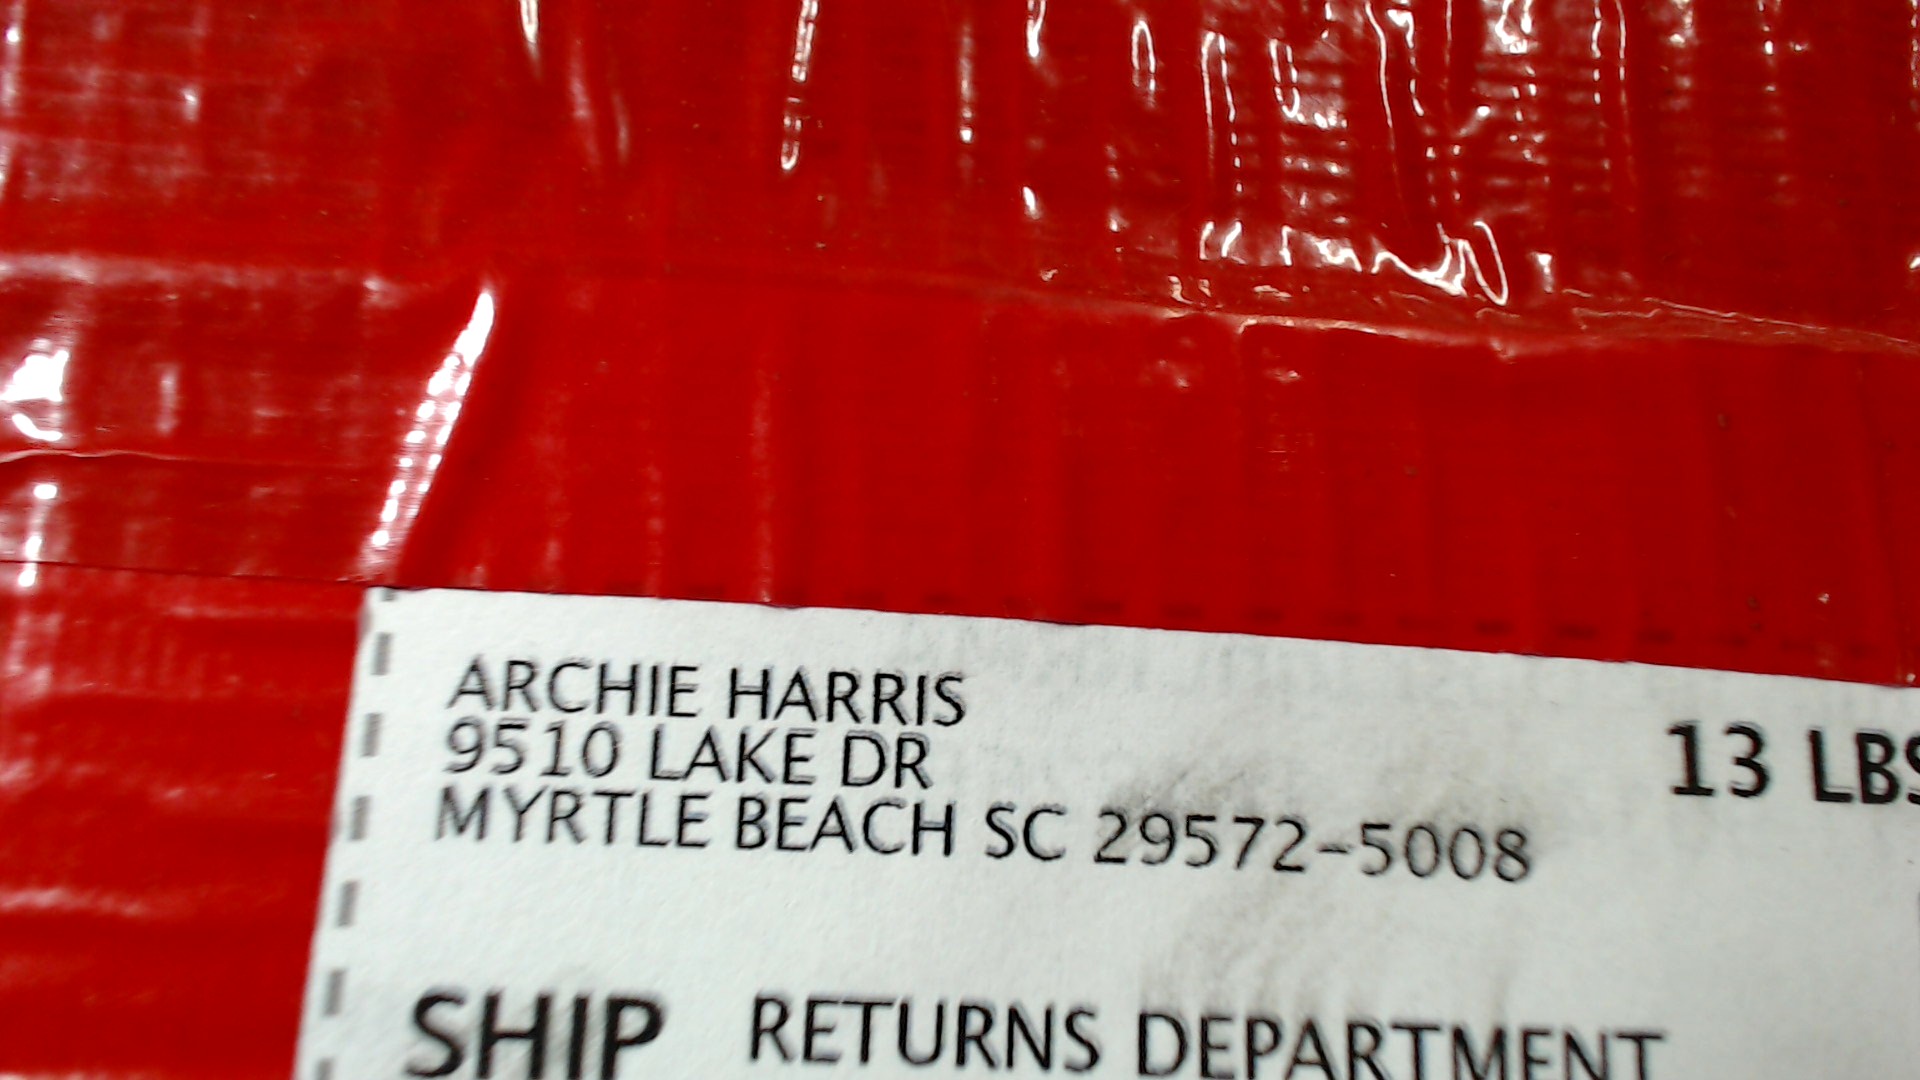 ARCHIE HARRIS
9510 LAKE DR
MYRTLE BEACH SC 29572-5008
13 LBS
SHIP
RETURNS DEPARTMENT